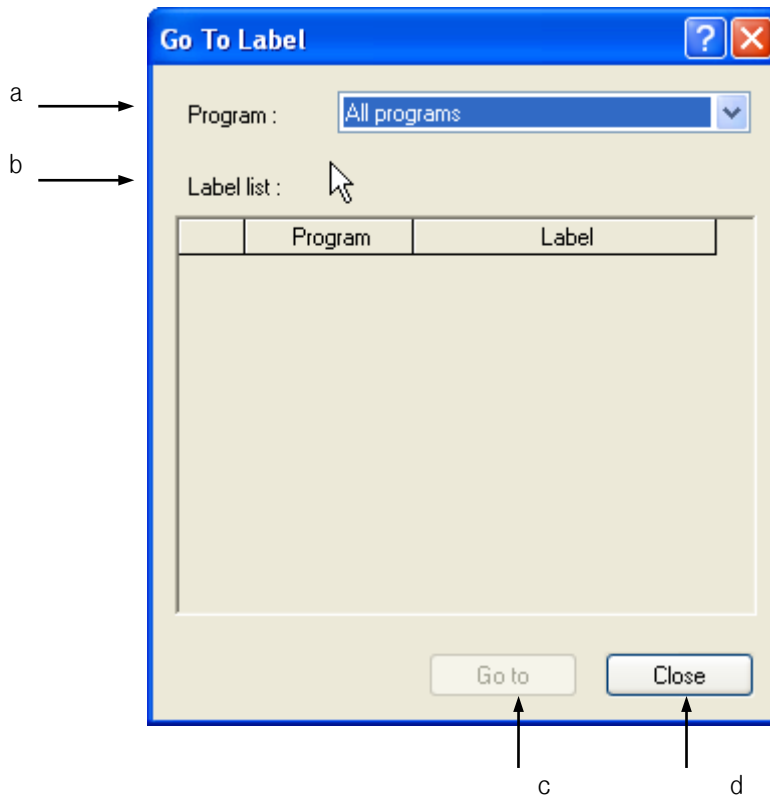 Go To Label
a
Program :
All programs
b
Label list :
Program Label
Go to
Close
c
d